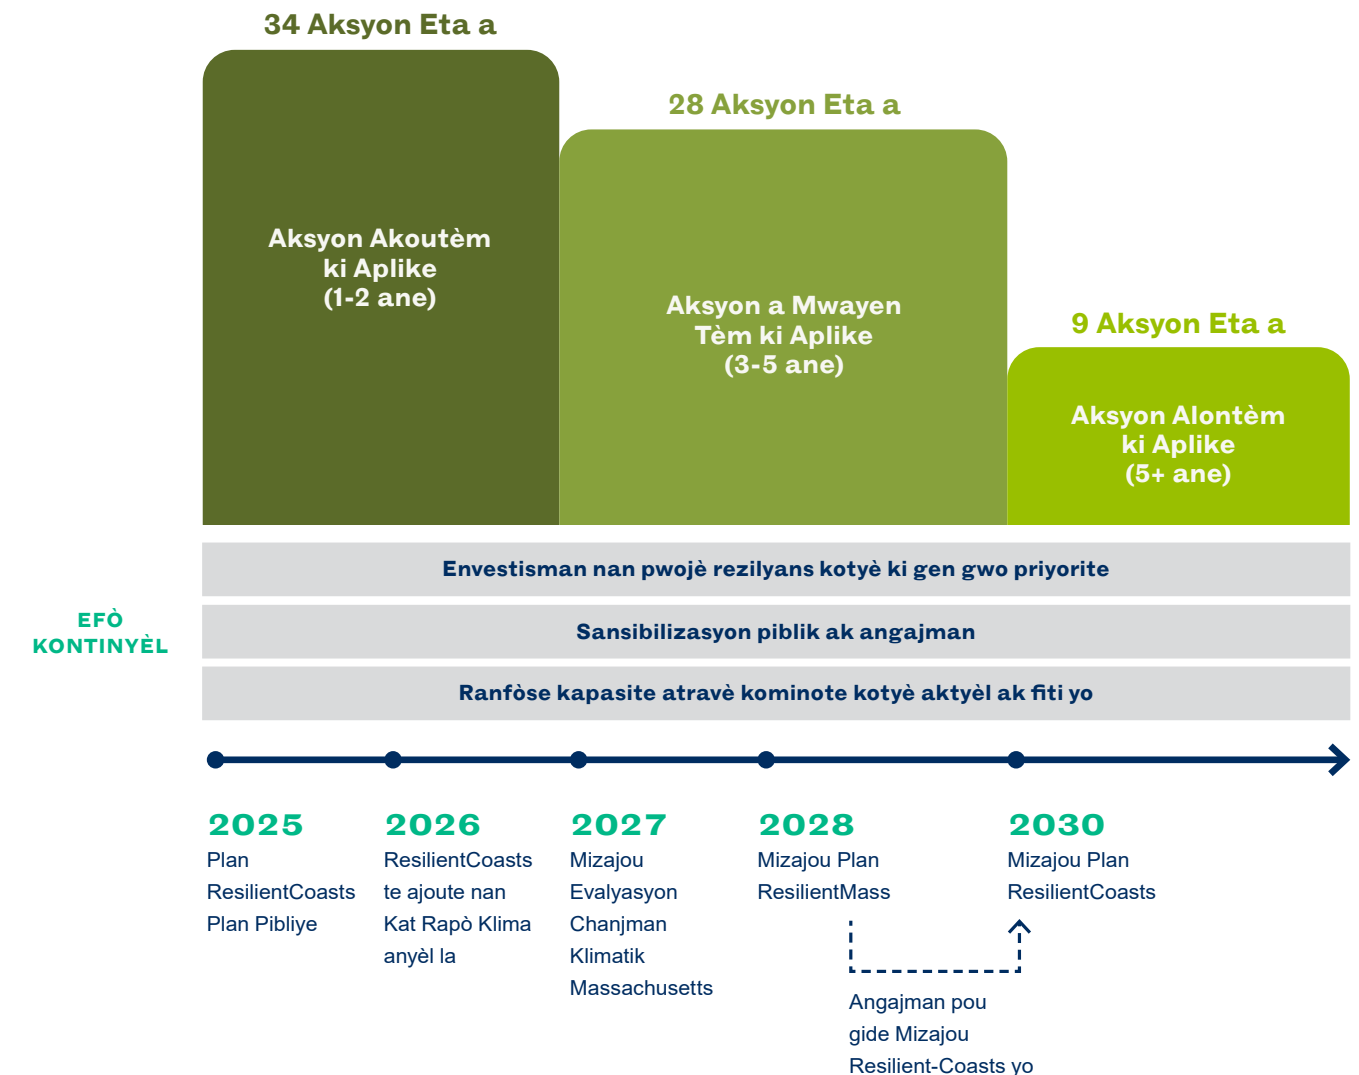 34 Aksyon Eta a
Aksyon Akoutèm
ki Aplike
(1-2 ane)
28 Aksyon Eta a
Aksyon a Mwayen
Tèm ki Aplike
(3-5 ane)
9 Aksyon Eta a
Aksyon Alontèm
ki Aplike
(5+ ane)
EFÒ
KONTINYÈL
Envestisman nan pwojè rezilyans kotyè ki gen gwo priyorite
Sansibilizasyon piblik ak angajman
Ranfòse kapasite atravè kominote kotyè aktyèl ak fiti yo
2025
Plan
ResilientCoasts
Plan Pibliye
2026
ResilientCoasts
te ajoute nan
Kat Rapò Klima
anyèl la
2027
Mizajou
Evalyasyon
Chanjman
Klimatik
Massachusetts
2028
Mizajou Plan
ResilientMass
2030
Mizajou Plan
ResilientCoasts
Angajman pou
gide Mizajou
Resilient-Coasts yo